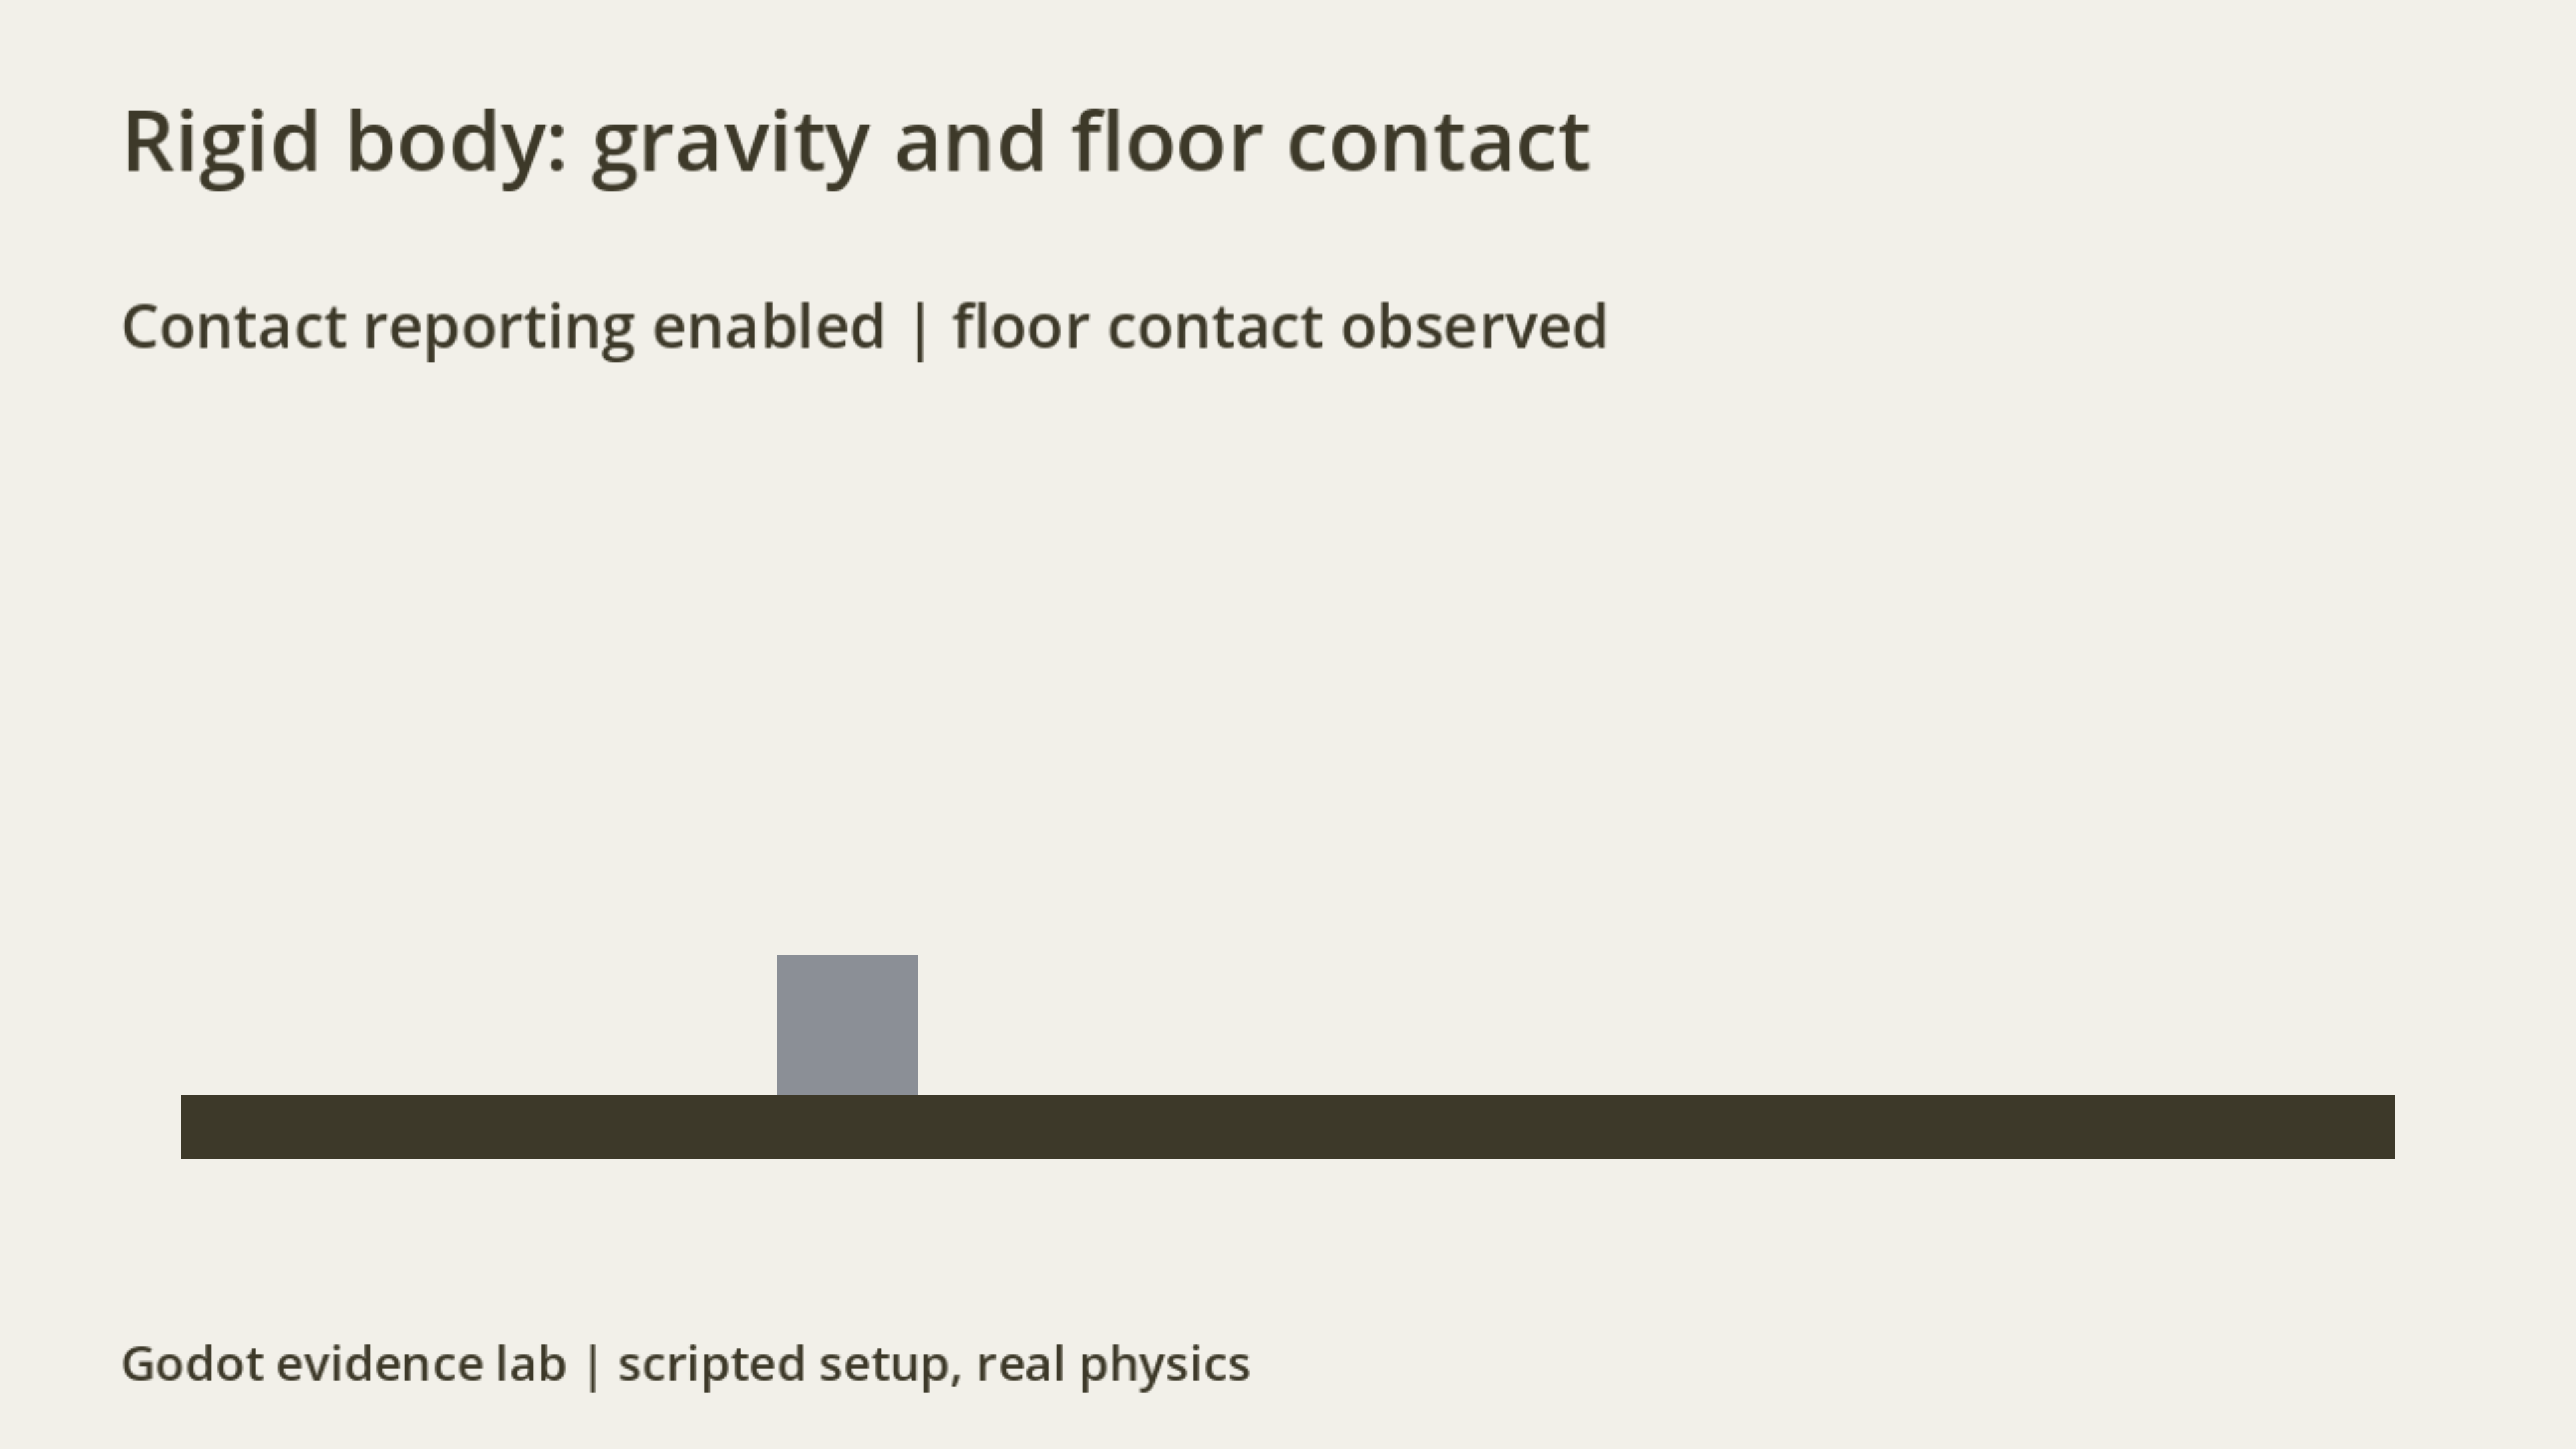 Rigid body: gravity and floor contact
Contact reporting enabled | floor contact observed
Godot evidence lab | scripted setup, real physics